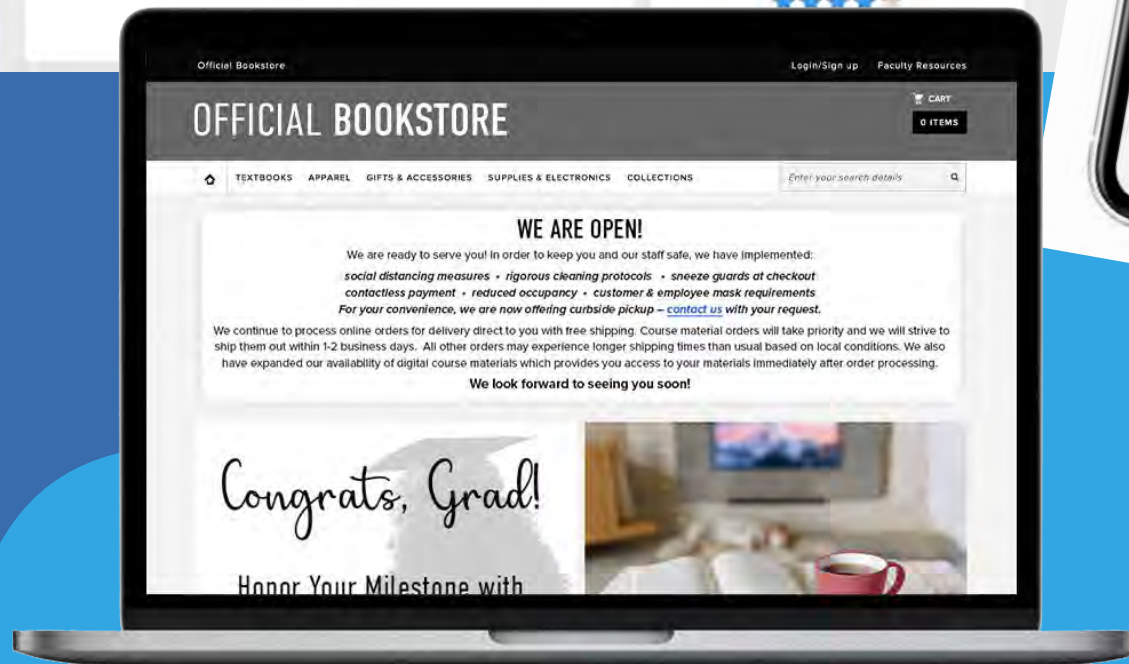 Official Bookstore
Login/Sign up Faculty Resources
OFFICIAL BOOKSTORE
CART
0 ITEMS
TEXTBOOKS APPAREL GIFTS & ACCESSORIES SUPPLIES & ELECTRONICS COLLECTIONS
Enter your search details
WE ARE OPEN!
We are ready to serve you! In order to keep you and our staff safe, we have implemented:
social distancing measures • rigorous cleaning protocols • sneeze guards at checkout
contactless payment • reduced occupancy • customer & employee mask requirements
For your convenience, we are now offering curbside pickup – contact us with your request.
We continue to process online orders for delivery direct to you with free shipping. Course material orders will take priority and we will strive to
ship them out within 1-2 business days. All other orders may experience longer shipping times than usual based on local conditions. We also
have expanded our availability of digital course materials which provides you access to your materials immediately after order processing.
We look forward to seeing you soon!
Congrats, Grad!
Honor Your Milestone with